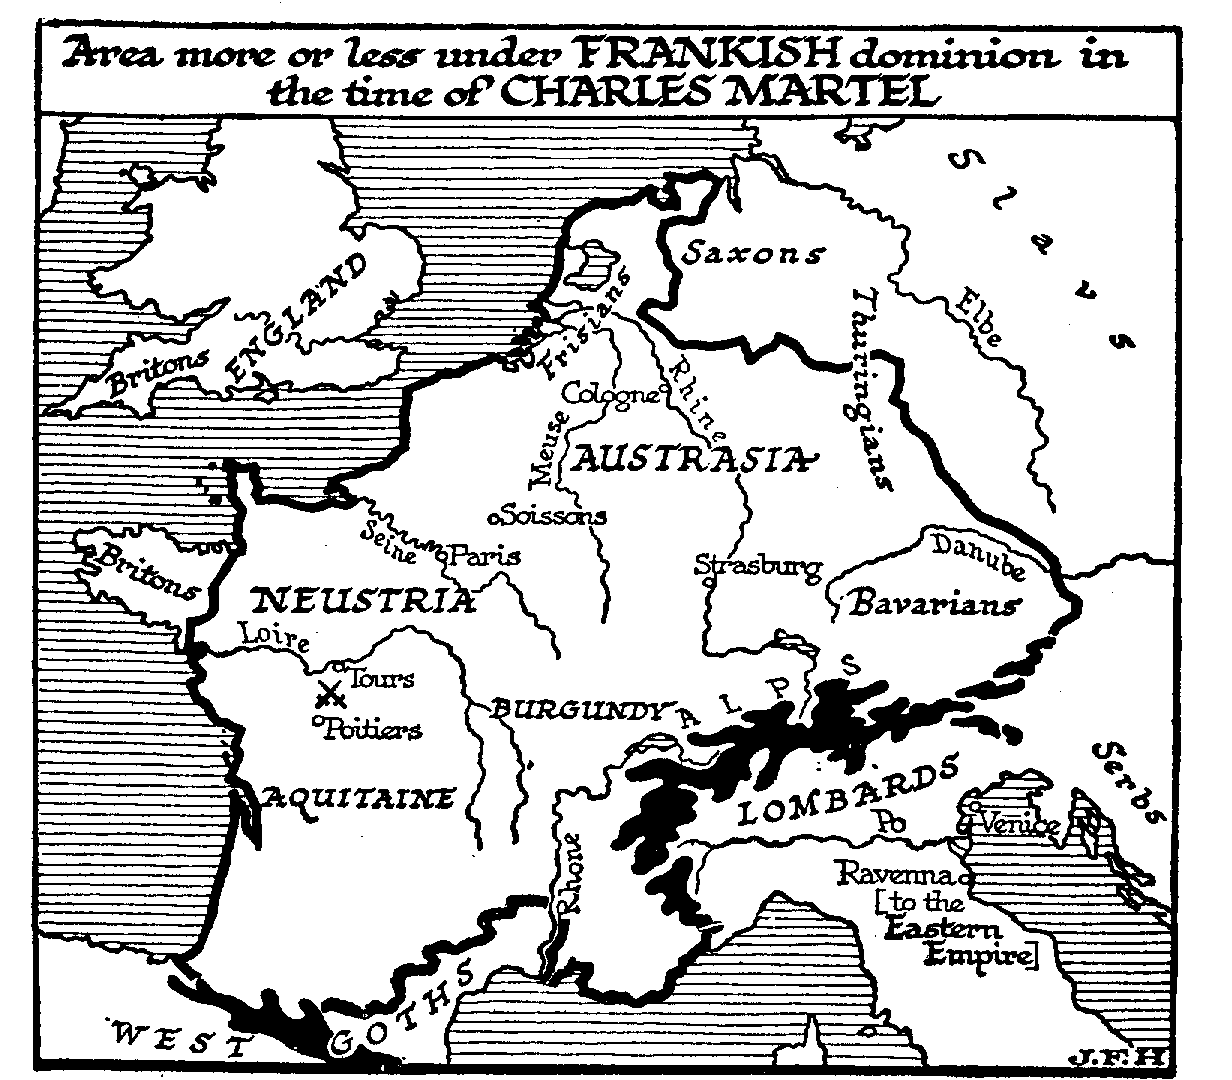 Area more or less under FRANKISH dominion in
the time of CHARLES MARTEL
Slavs
Saxons
ENGLAND
Britons
Frisians
Elbe
Thuringians
Cologne
Rhine
Meuse
AUSTRASIA
Soissons
Seine
Paris
Strasburg
Danube
Britons
NEUSTRIA
Bavarians
Loire
Tours
Poitiers
BURGUNDY
ALPS
Serbs
AQUITAINE
LOMBARDS
Po
Venice
Rhone
Ravenna
[to the
Eastern
Empire]
WEST GOTHS
J.F.H